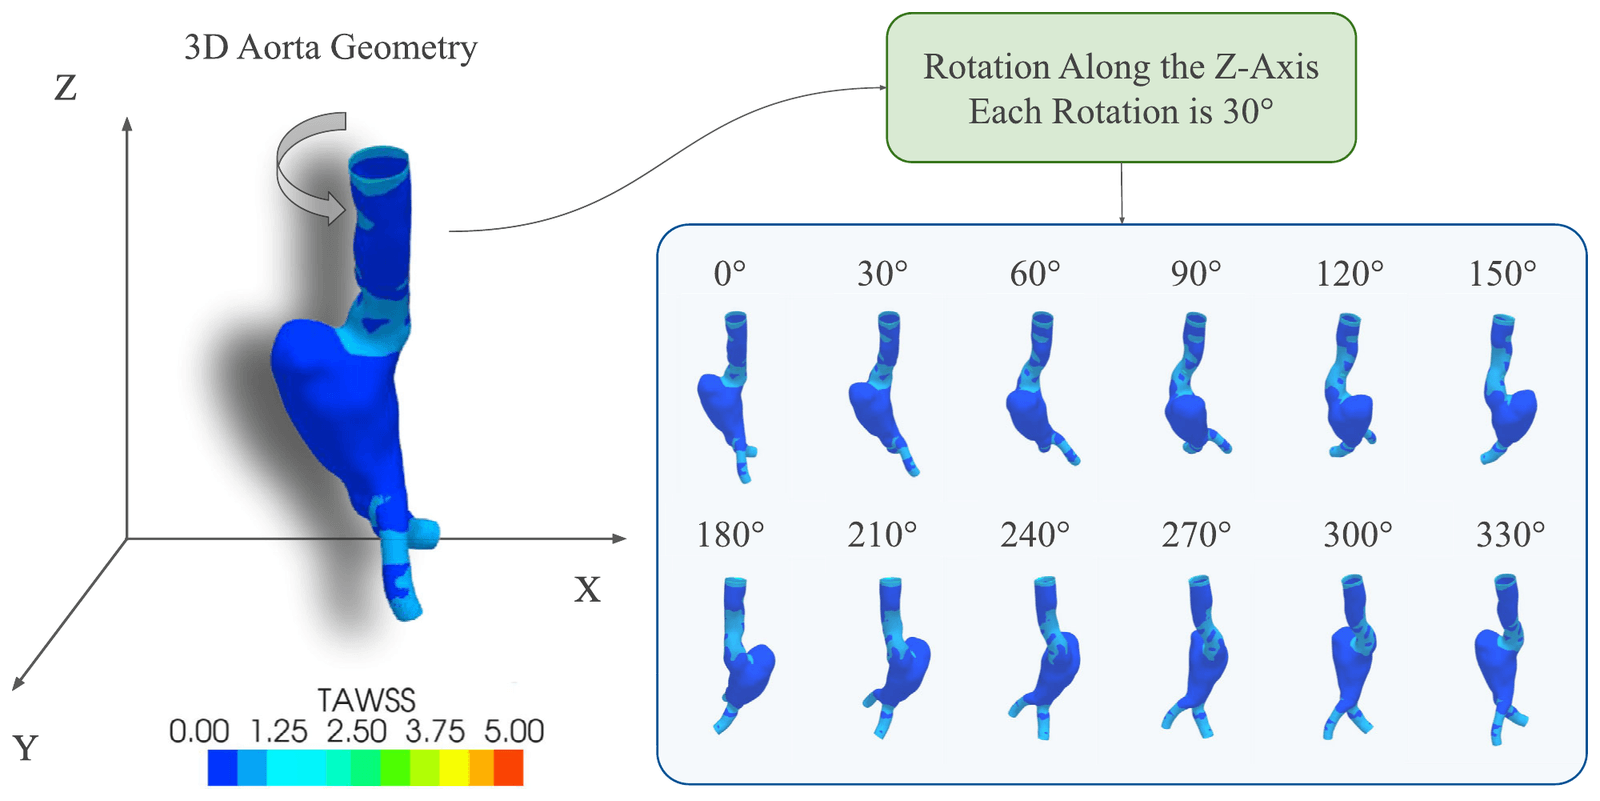 3D Aorta Geometry
Z
X
Y
TAWSS
0.00 1.25 2.50 3.75 5.00
Rotation Along the Z-Axis
Each Rotation is 30°
0° 30° 60° 90° 120° 150°
180° 210° 240° 270° 300° 330°